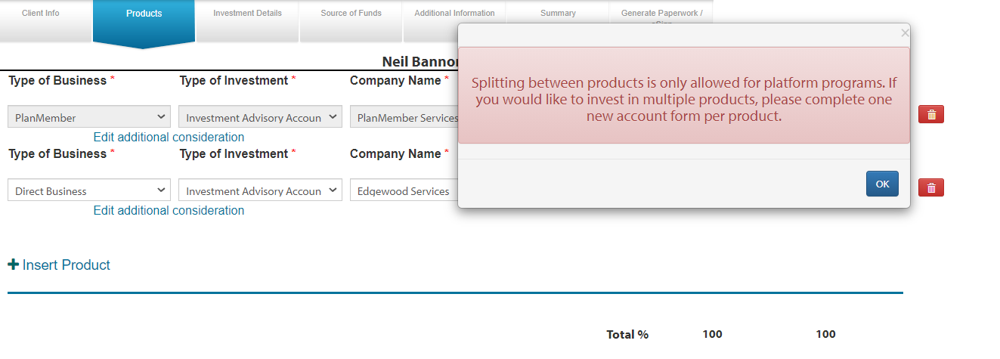 Client Info
Products
Investment Details
Source of Funds
Additional Information
Summary
Generate Paperwork /
×
Neil Bannon
Type of Business *
Type of Investment *
Company Name *
Splitting between products is only allowed for platform programs. If
you would like to invest in multiple products, please complete one
new account form per product.
PlanMember
Investment Advisory Accoun
PlanMember Services
Edit additional consideration
Type of Business *
Type of Investment *
Company Name *
OK
Direct Business
Investment Advisory Accoun
Edgewood Services
Edit additional consideration
+ Insert Product
Total % 100 100